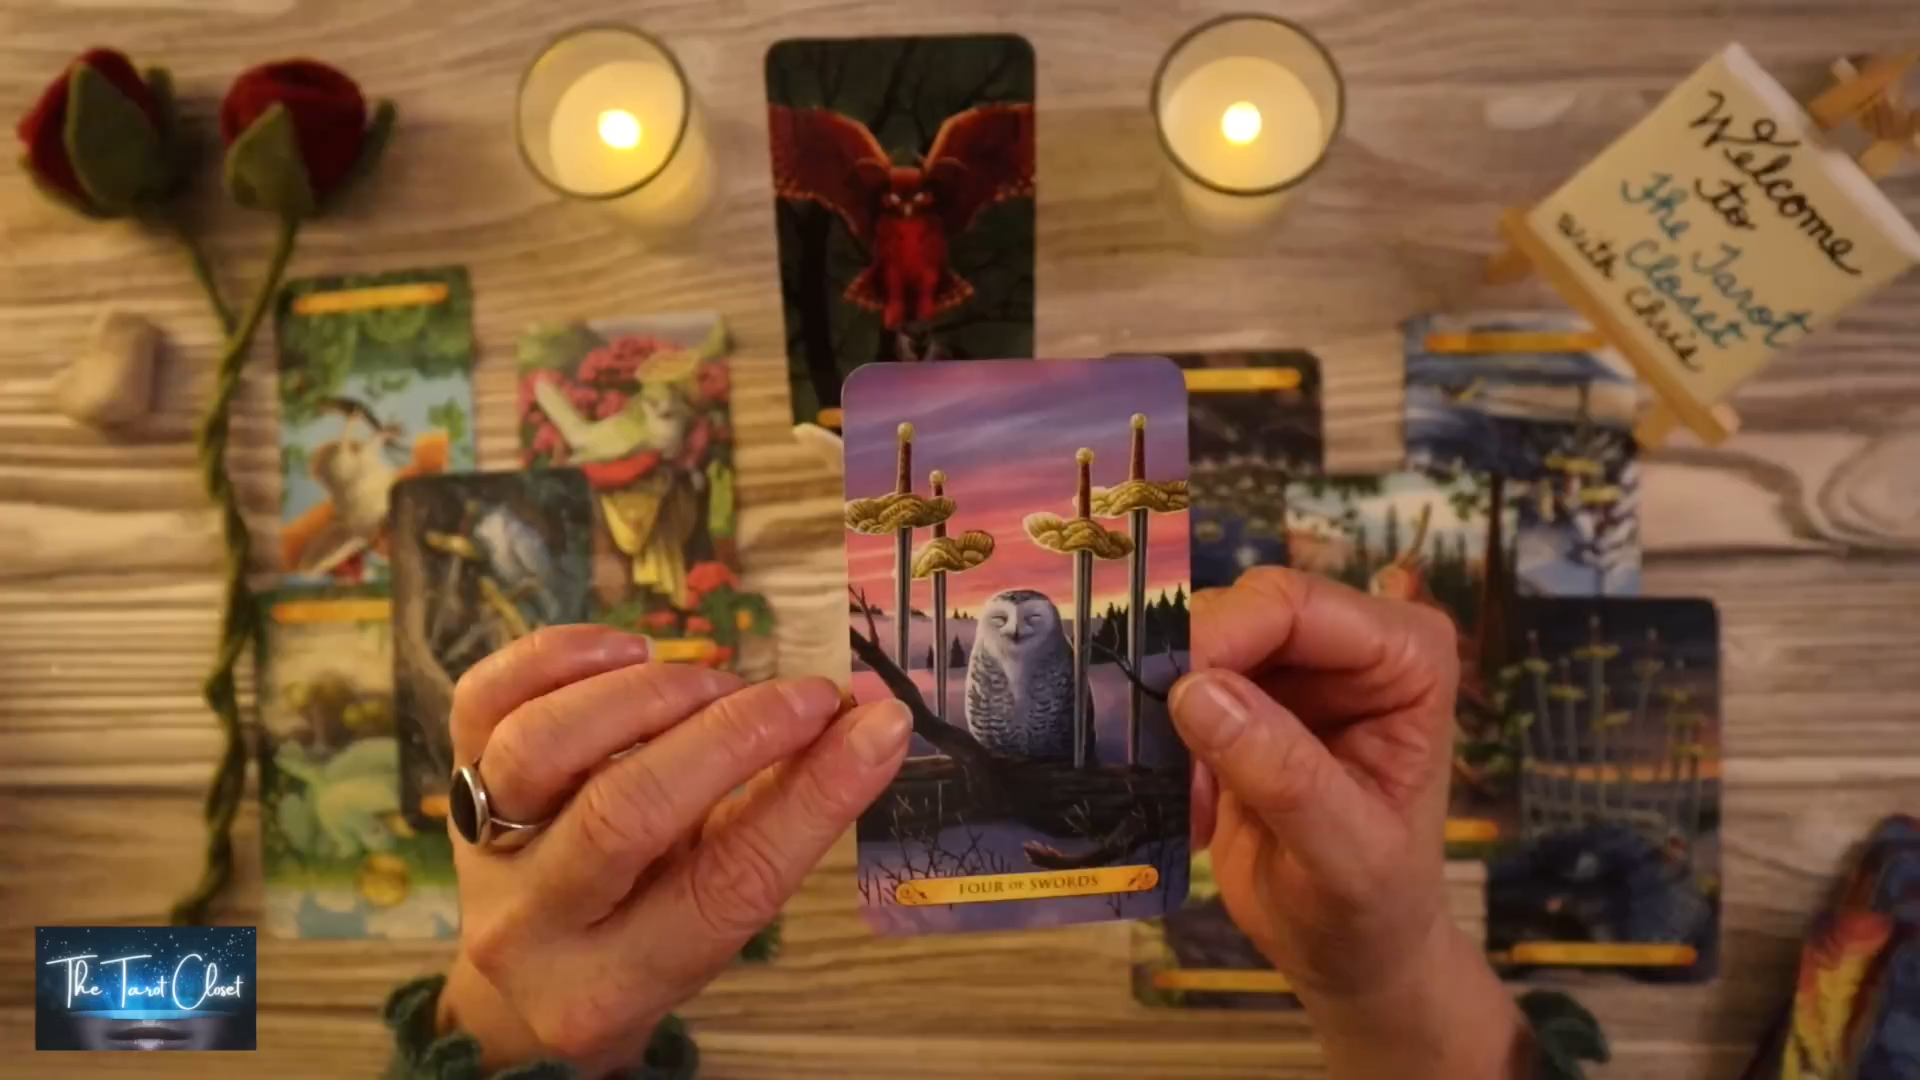 Welcome
to
The Tarot
Closet
with Chris
FOUR OF SWORDS
The Tarot Closet